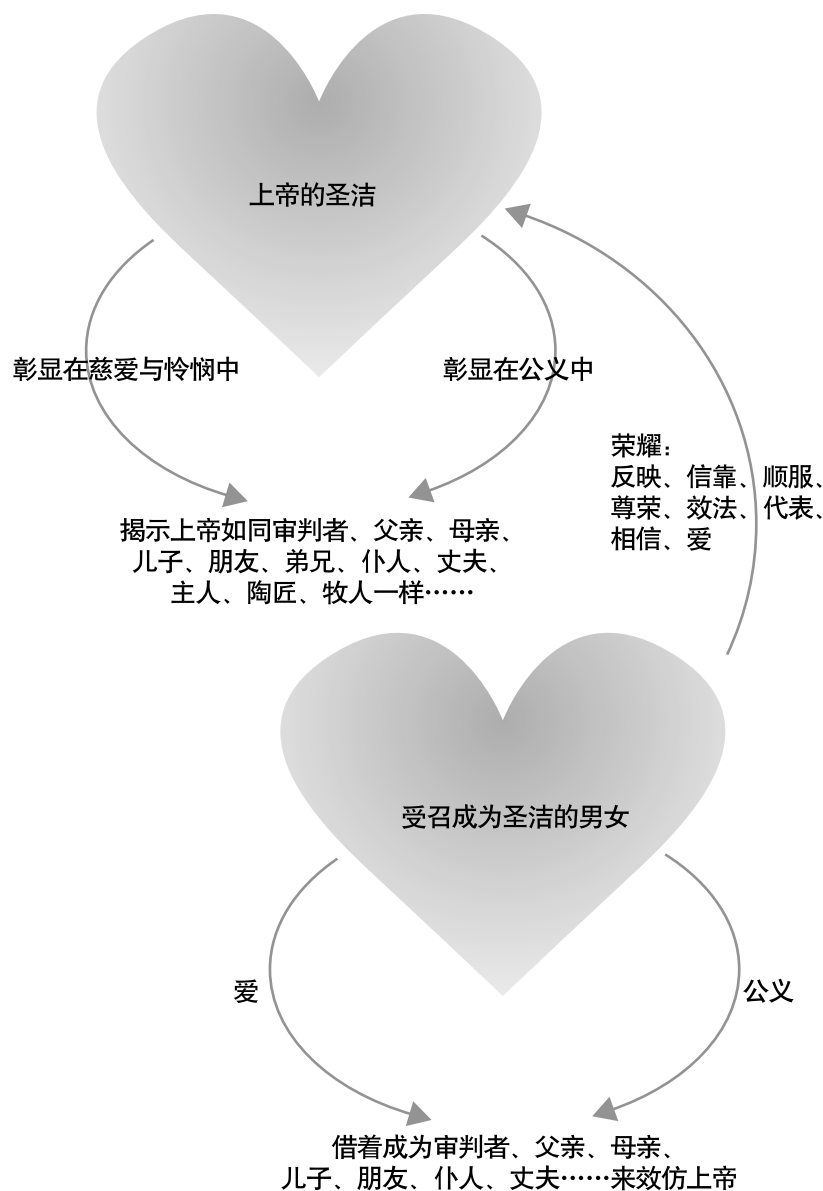 上帝的圣洁
彰显在慈爱与怜悯中
彰显在公义中
荣耀：
反映、信靠、顺服、
尊荣、效法、代表、
相信、爱
揭示上帝如同审判者、父亲、母亲、
儿子、朋友、弟兄、仆人、丈夫、
主人、陶匠、牧人一样……
受召成为圣洁的男女
爱
公义
借着成为审判者、父亲、母亲、
儿子、朋友、仆人、丈夫……来效仿上帝